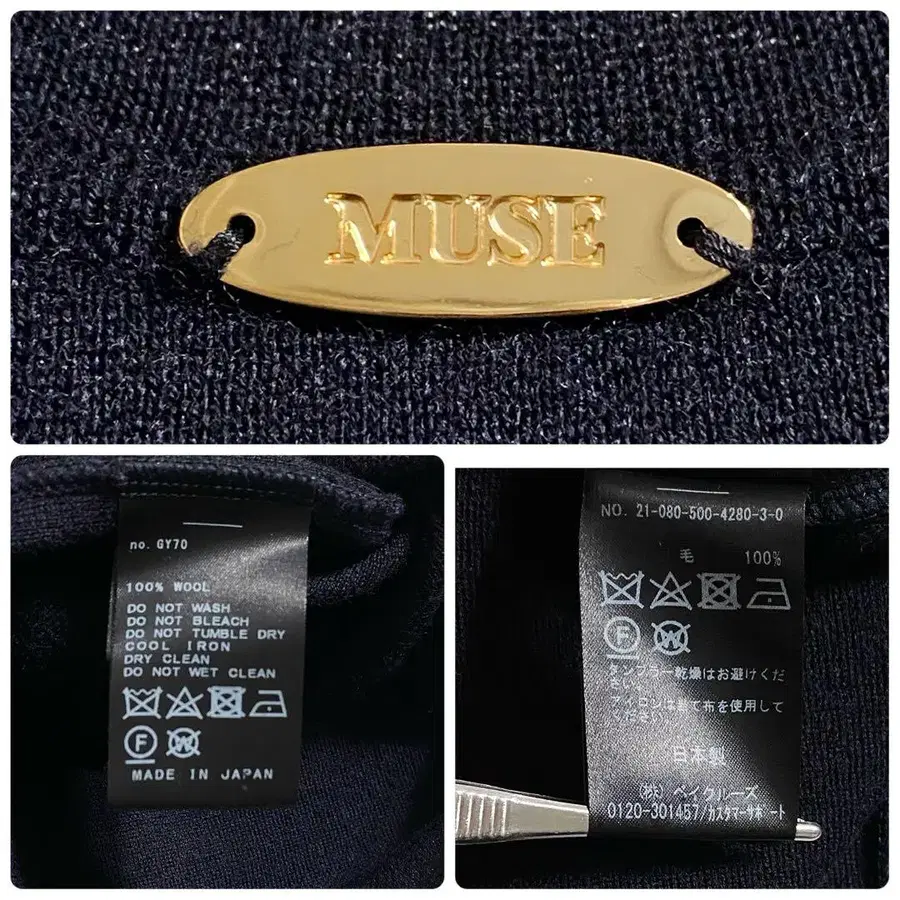 MUSE
no. GY70
100% WOOL
DO NOT WASH
DO NOT BLEACH
DO NOT TUMBLE DRY
COOL IRON
DRY CLEAN
DO NOT WET CLEAN
F W
MADE IN JAPAN
NO. 21-080-500-4280-3-0
毛 100%
F W
タンブラー乾燥はお避けくだ
さい。
アイロンは当て布を使用して
ください。
日本製
(株)ベイクルーズ
0120-301457/カスタマーサポート